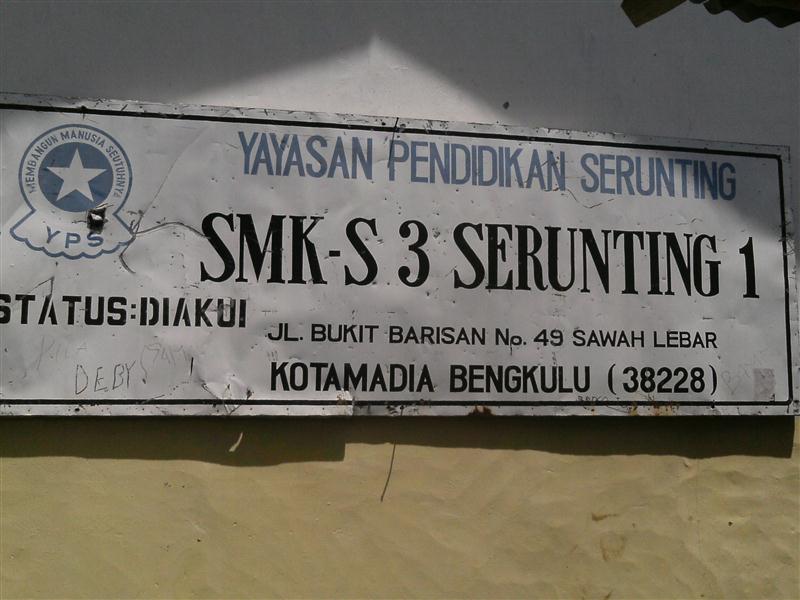 MEMBANGUN MANUSIA SEUTUHNYA
YPS
YAYASAN PENDIDIKAN SERUNTING
SMK-S 3 SERUNTING 1
STATUS:DIAKUI
JL. BUKIT BARISAN No. 49 SAWAH LEBAR
KOTAMADIA BENGKULU (38228)
DEBY